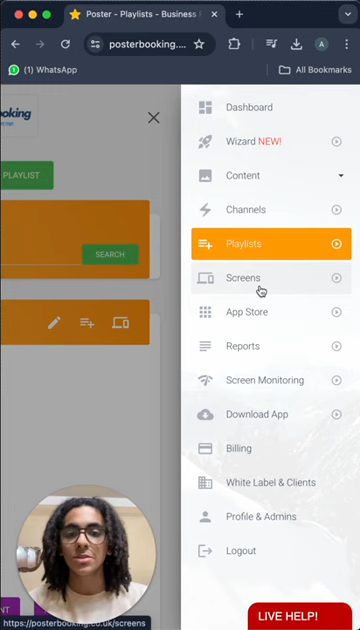 Poster - Playlists - Business F
posterbooking....
A
(1) WhatsApp
All Bookmarks
ooking
PLAYLIST
SEARCH
Dashboard
Wizard NEW!
Content
Channels
Playlists
Screens
App Store
Reports
Screen Monitoring
Download App
Billing
White Label & Clients
Profile & Admins
Logout
NT
https://posterbooking.co.uk/screens
LIVE HELP!